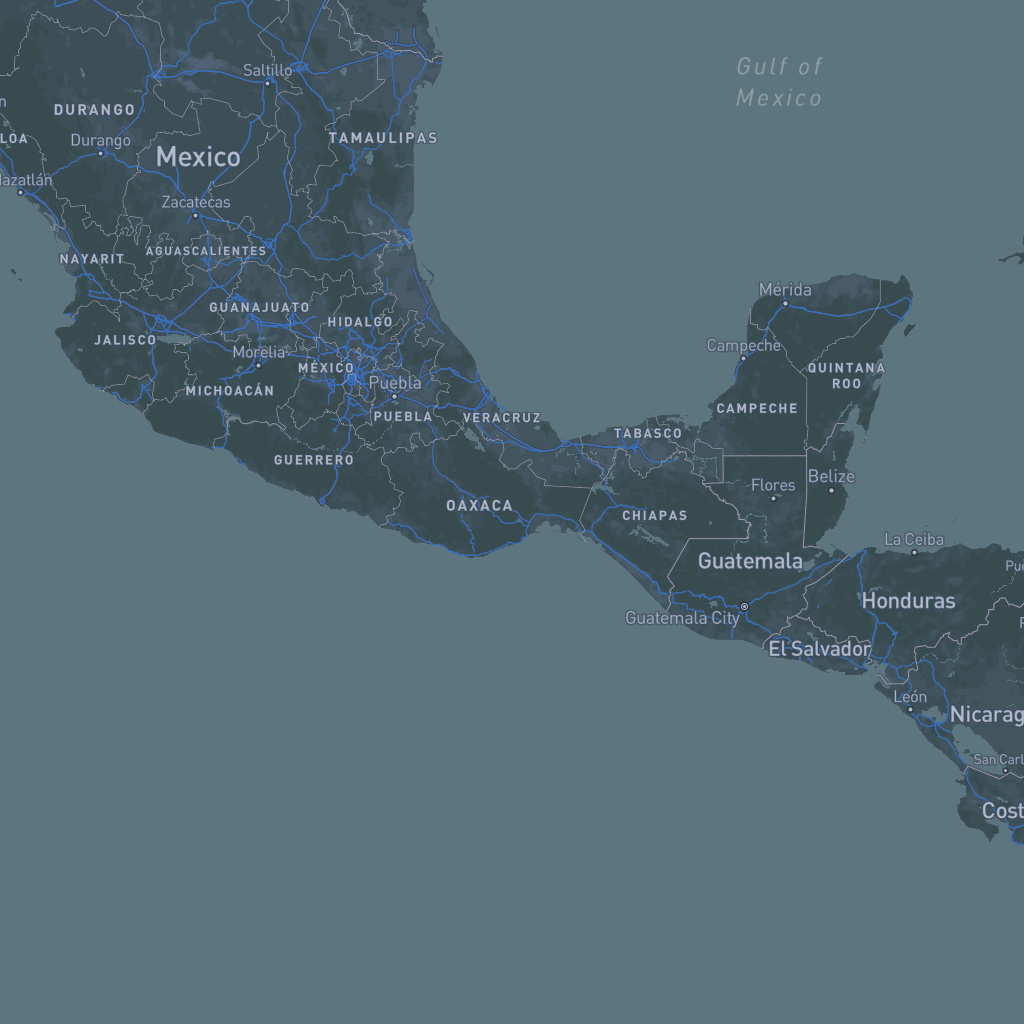 Gulf of
Mexico
Saltillo
DURANGO
TAMAULIPAS
LOA
Durango
Mexico
Mazatlán
Zacatecas
AGUASCALIENTES
NAYARIT
Mérida
GUANAJUATO
HIDALGO
JALISCO
Campeche
Morelia
MÉXICO
QUINTANA
ROO
Puebla
MICHOACÁN
CAMPECHE
PUEBLA
VERACRUZ
TABASCO
GUERRERO
Belize
Flores
OAXACA
CHIAPAS
La Ceiba
Guatemala
Pue
Honduras
Guatemala City
El Salvador
León
Nicarag
San Carl
Cost